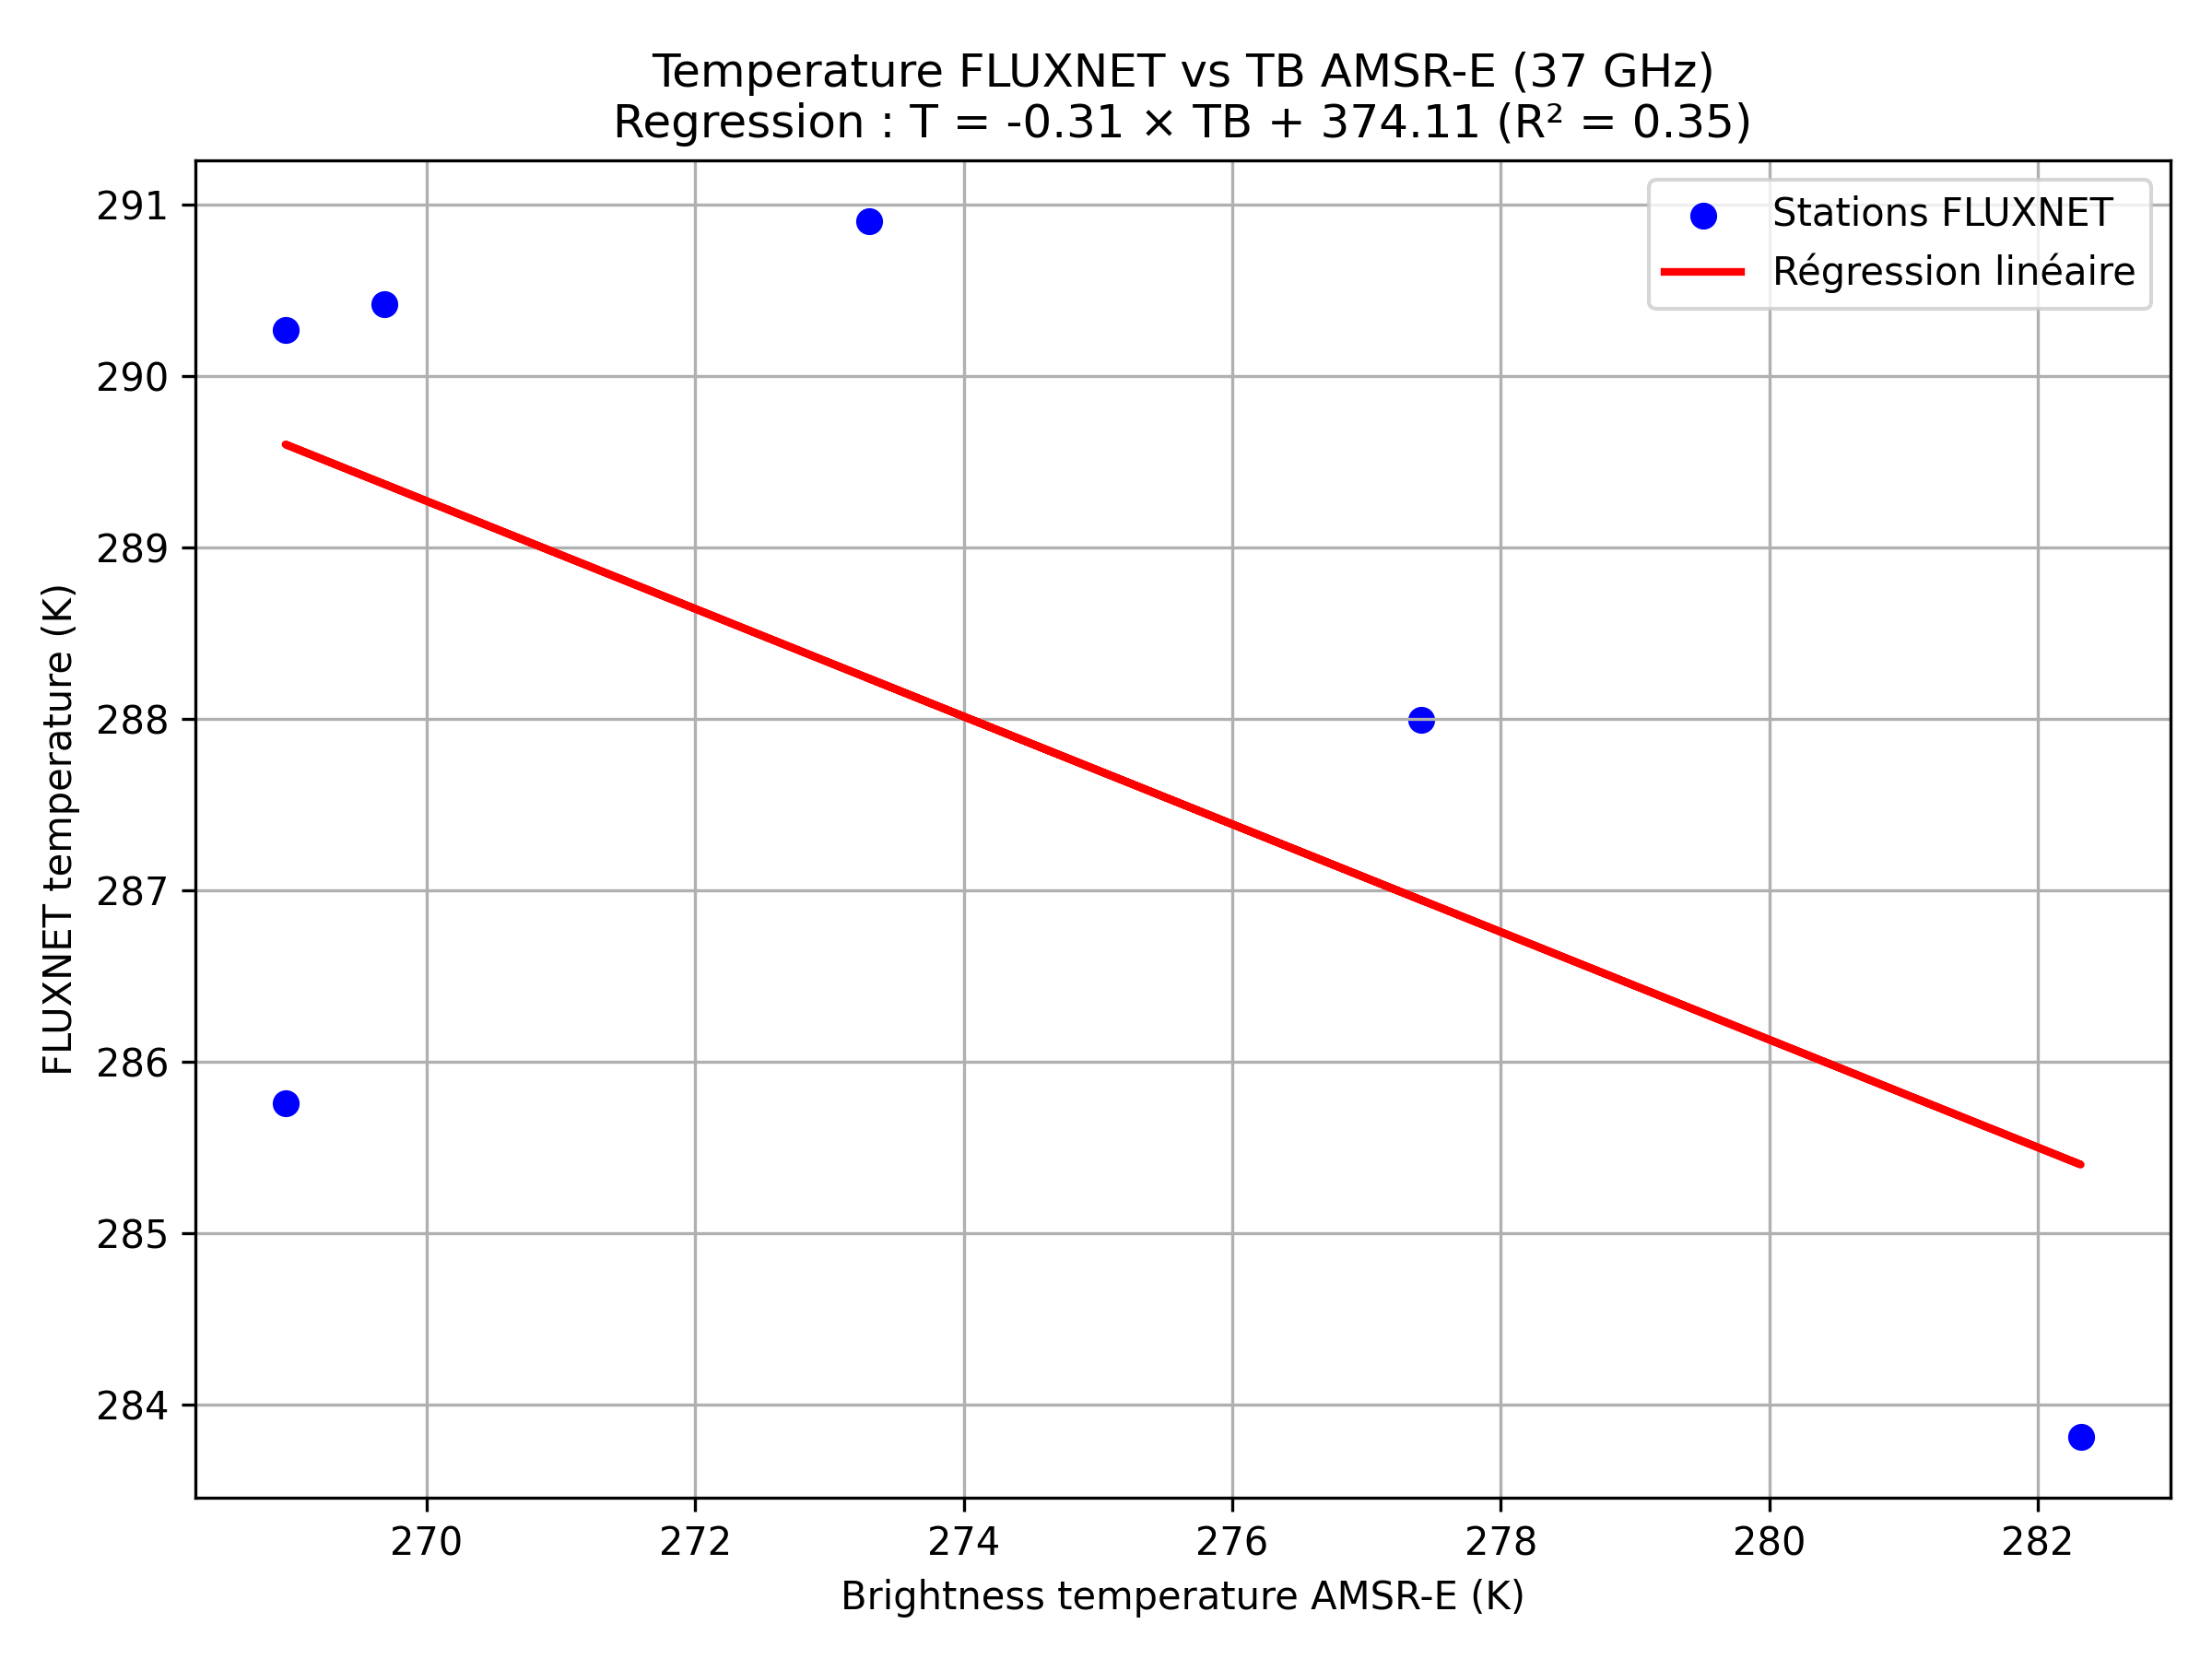 Temperature FLUXNET vs TB AMSR-E (37 GHz)
Regression : T = -0.31 × TB + 374.11 (R² = 0.35)
Stations FLUXNET
Régression linéaire
FLUXNET temperature (K)
291
290
289
288
287
286
285
284
270 272 274 276 278 280 282
Brightness temperature AMSR-E (K)